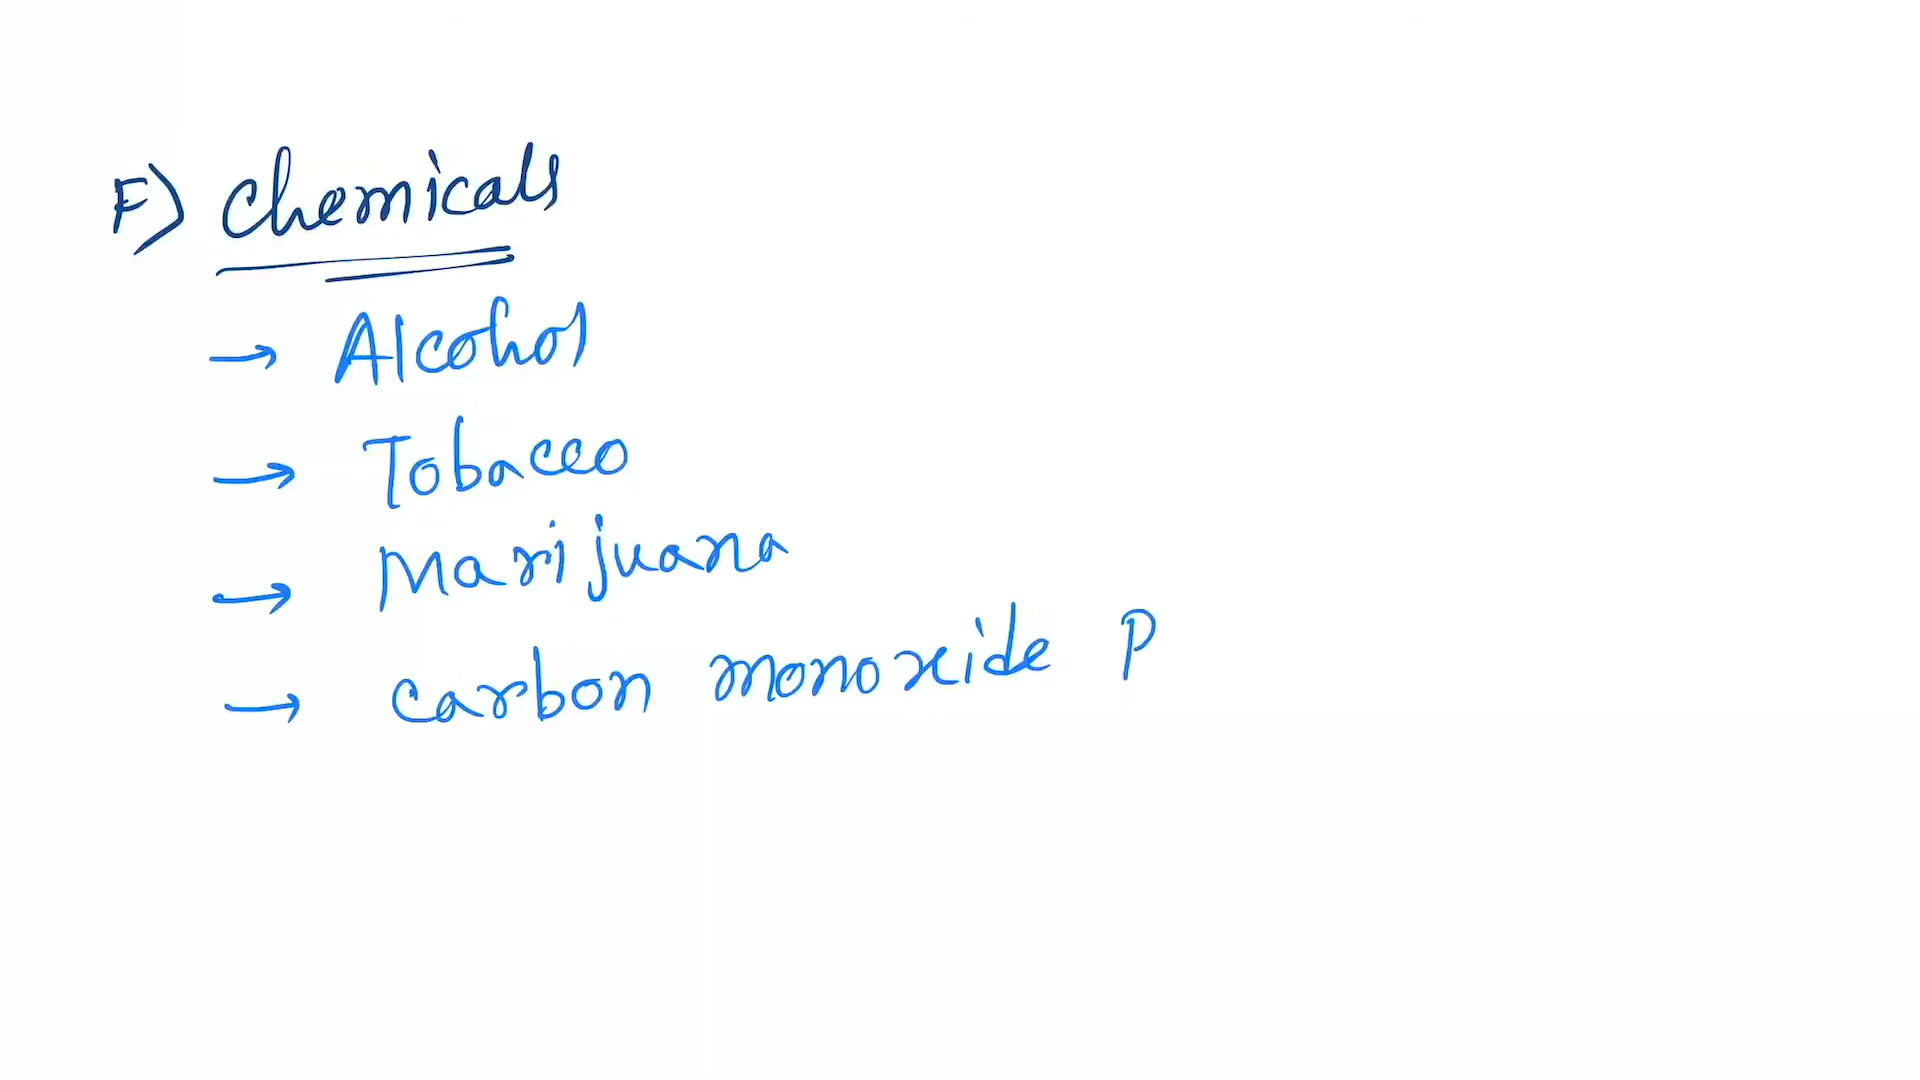 F) Chemicals
→ Alcohol
→ Tobacco
→ Marijuana
→ carbon monoxide P